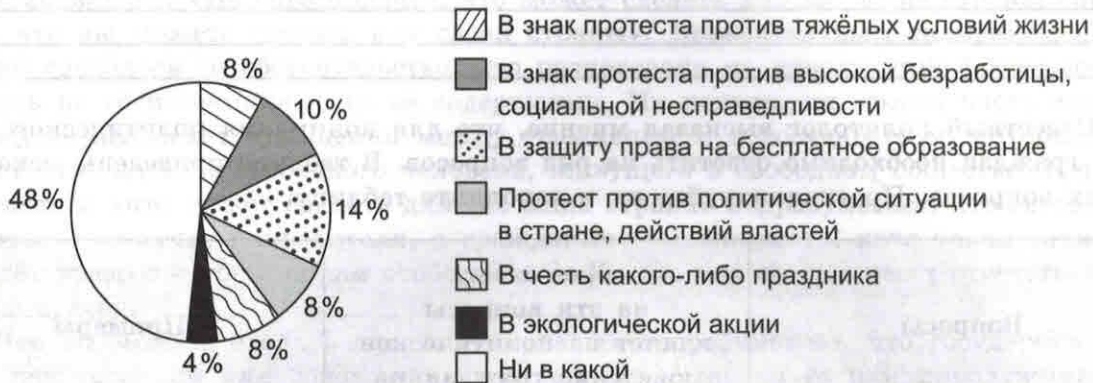 В знак протеста против тяжёлых условий жизни
В знак протеста против высокой безработицы,
социальной несправедливости
В защиту права на бесплатное образование
Протест против политической ситуации
в стране, действий властей
В честь какого-либо праздника
В экологической акции
Ни в какой
8%
10%
14%
8%
8%
4%
48%